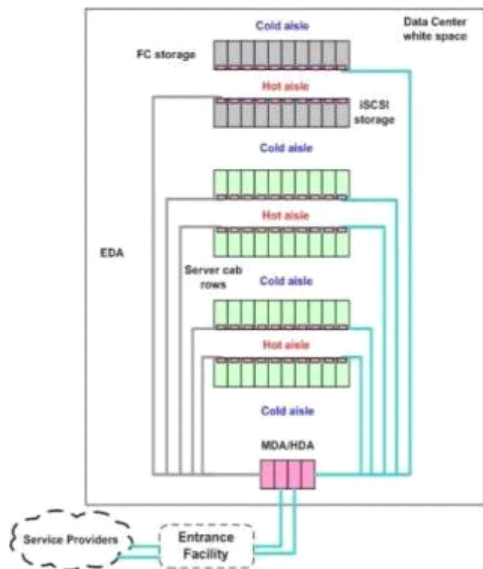 Cold aisle
Data Center
white space
FC storage
Hot aisle
iSCSI
storage
Cold aisle
Hot aisle
EDA
Server cab
rows
Cold aisle
Hot aisle
Cold aisle
MDA/HDA
Service Providers
Entrance
Facility